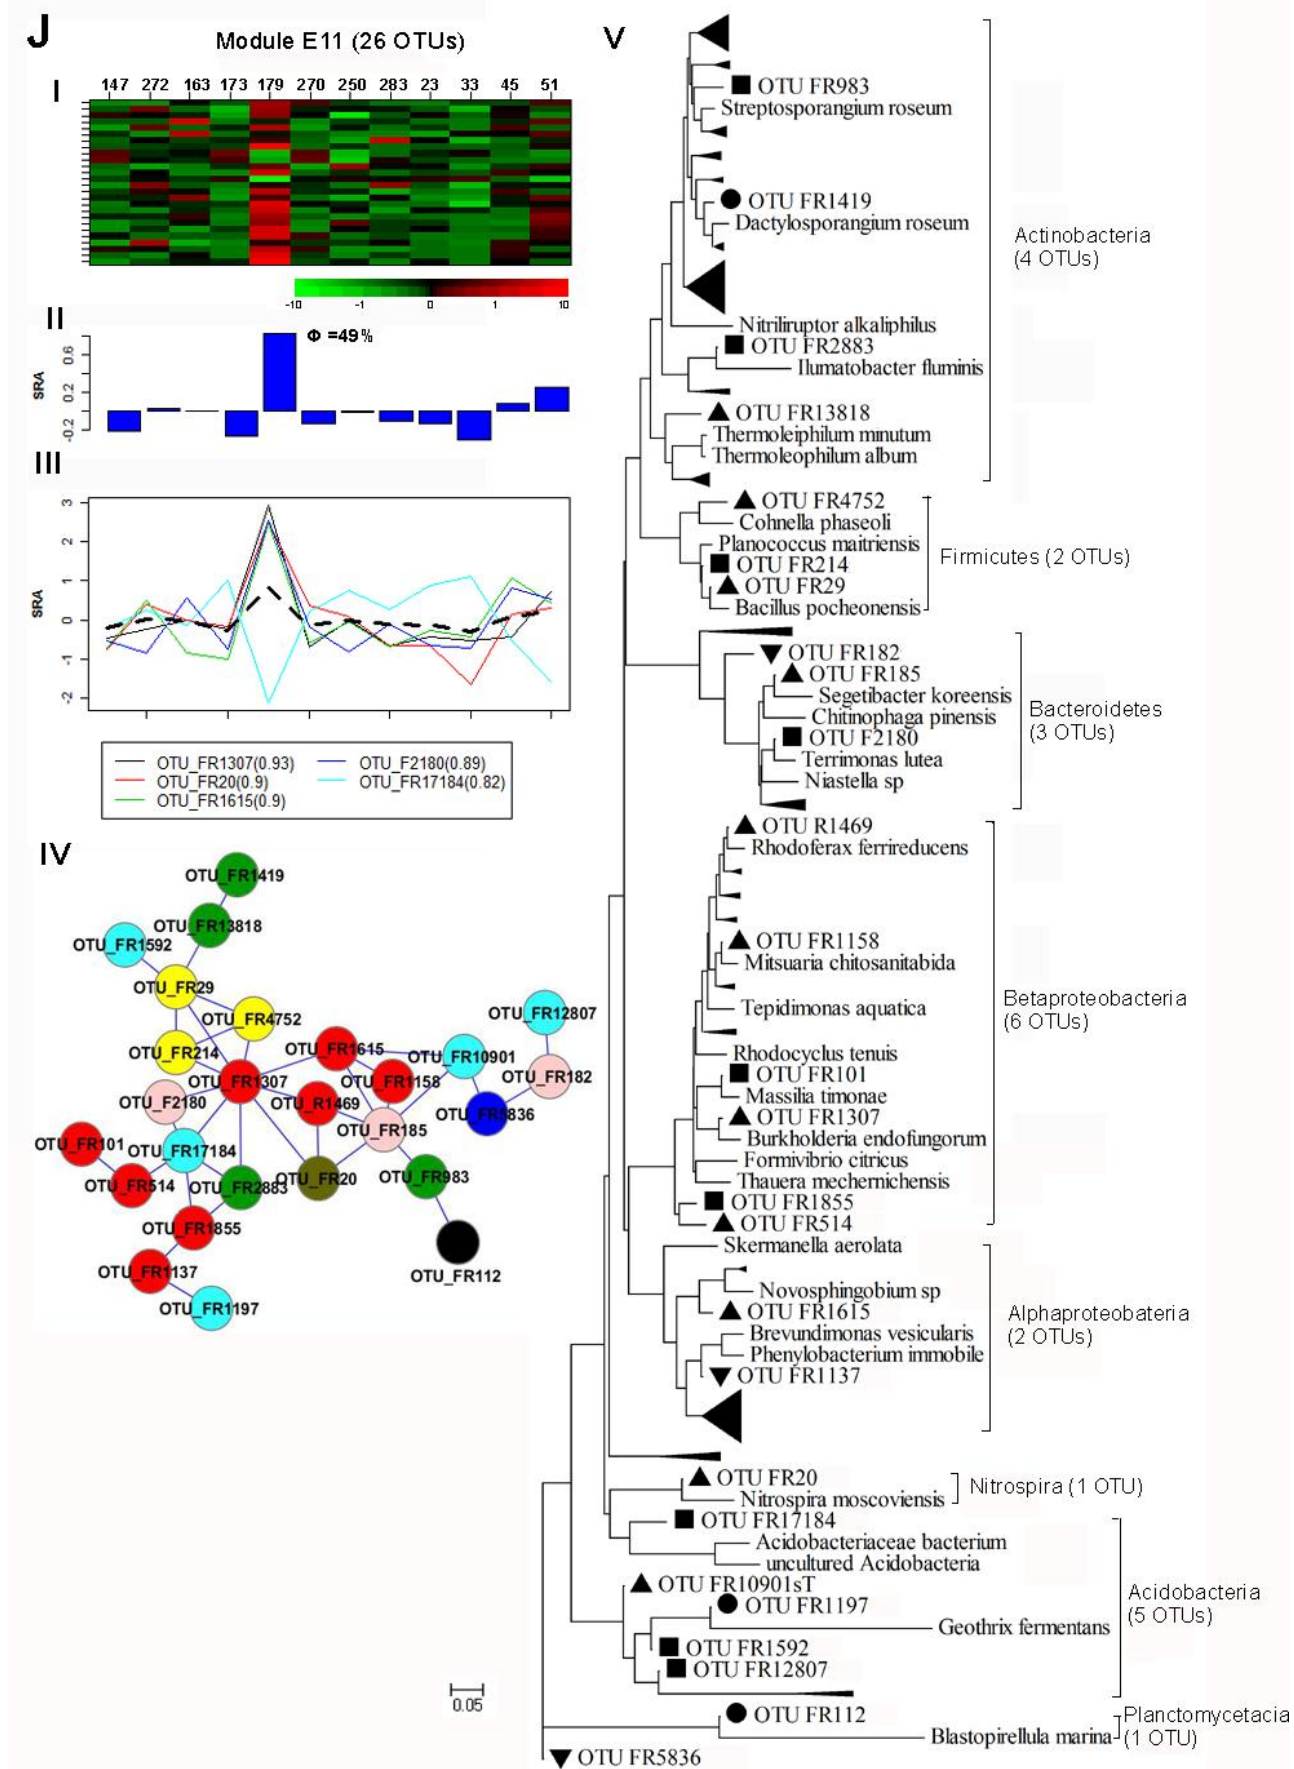 J
Module E11 (26 OTUs)
I
147 272 163 173 179 270 250 283 23 33 45 51
-10 -1 0 1 10
II
Φ =49%
SRA
0.6
0.2
-0.2
III
SRA
3
2
1
0
-1
-2
OTU_FR1307(0.93)
OTU_FR20(0.9)
OTU_FR1615(0.9)
OTU_F2180(0.89)
OTU_FR17184(0.82)
IV
OTU_FR1419
OTU_FR13818
OTU_FR1592
OTU_FR29
OTU_FR4752
OTU_FR12807
OTU_FR214
OTU_FR1615
OTU_FR10901
OTU_FR1307
OTU_FR1158
OTU_FR182
OTU_F2180
OTU_R1469
OTU_FR5836
OTU_FR185
OTU_FR101
OTU_FR17184
OTU_FR514
OTU_FR2883
OTU_FR20
OTU_FR983
OTU_FR1855
OTU_FR1137
OTU_FR112
OTU_FR1197
V
OTU FR983
Streptosporangium roseum
OTU FR1419
Dactylosporangium roseum
Nitriliruptor alkaliphilus
OTU FR2883
Ilumatobacter fluminis
OTU FR13818
Thermoleiphilum minutum
Thermoleophilum album
Actinobacteria
(4 OTUs)
OTU FR4752
Cohnella phaseoli
Planococcus maitriensis
OTU FR214
OTU FR29
Bacillus pocheonensis
Firmicutes (2 OTUs)
OTU FR182
OTU FR185
Segetibacter koreensis
Chitinophaga pinensis
OTU F2180
Terrimonas lutea
Niastella sp
Bacteroidetes
(3 OTUs)
OTU R1469
Rhodoferax ferrireducens
OTU FR1158
Mitsuaria chitosanitabida
Tepidimonas aquatica
Rhodocyclus tenuis
OTU FR101
Massilia timonae
OTU FR1307
Burkholderia endofungorum
Formivibrio citricus
Thauera mechernichensis
OTU FR1855
OTU FR514
Betaproteobacteria
(6 OTUs)
Skermanella aerolata
Novosphingobium sp
OTU FR1615
Brevundimonas vesicularis
Phenylobacterium immobile
OTU FR1137
Alphaproteobateria
(2 OTUs)
OTU FR20
Nitrospira moscoviensis
Nitrospira (1 OTU)
OTU FR17184
Acidobacteriaceae bacterium
uncultured Acidobacteria
OTU FR10901sT
OTU FR1197
Geothrix fermentans
OTU FR1592
OTU FR12807
Acidobacteria
(5 OTUs)
OTU FR112
Blastopirellula marina
Planctomycetacia
(1 OTU)
OTU FR5836
0.05